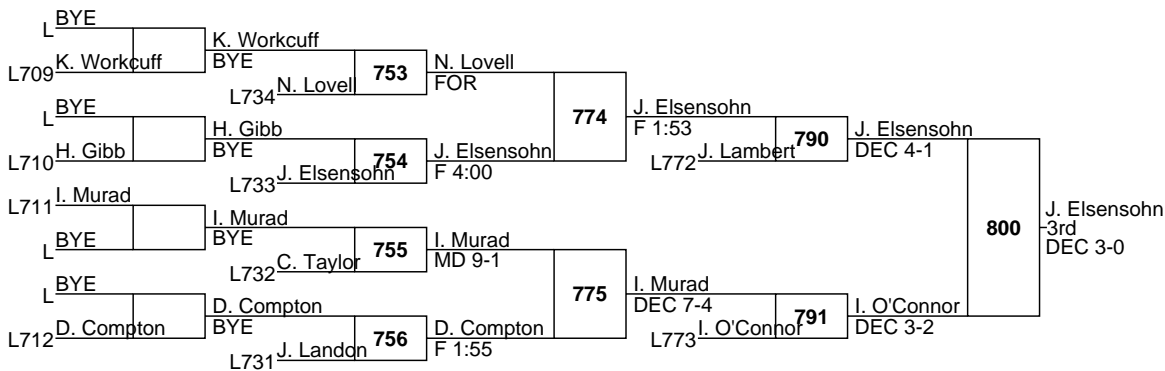 BYE
L
K. Workcuff
BYE
L709 K. Workcuff
753
N. Lovell
FOR
L734 N. Lovell
774
J. Elsensohn
F 1:53
BYE
L
H. Gibb
BYE
L710 H. Gibb
754
J. Elsensohn
F 4:00
L733 J. Elsensohn
L772 J. Lambert
790
J. Elsensohn
DEC 4-1
L711 I. Murad
I. Murad
BYE
L BYE
755
I. Murad
MD 9-1
L732 C. Taylor
800
J. Elsensohn
3rd
DEC 3-0
BYE
L
D. Compton
BYE
L712 D. Compton
756
D. Compton
F 1:55
L731 J. Landon
775
I. Murad
DEC 7-4
L773 I. O'Connor
791
I. O'Connor
DEC 3-2